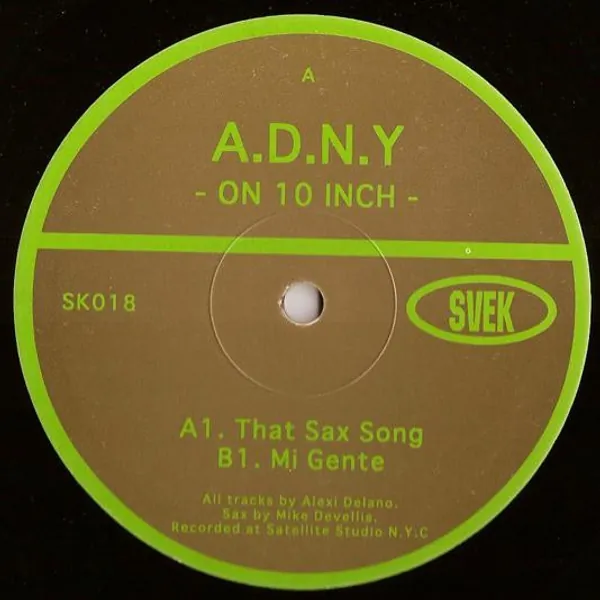 A
A.D.N.Y
- ON 10 INCH -
SK018
SVEK
A1. That Sax Song
B1. Mi Gente
All tracks by Alexi Delano.
Sax by Mike Devellis.
Recorded at Satellite Studio N.Y.C